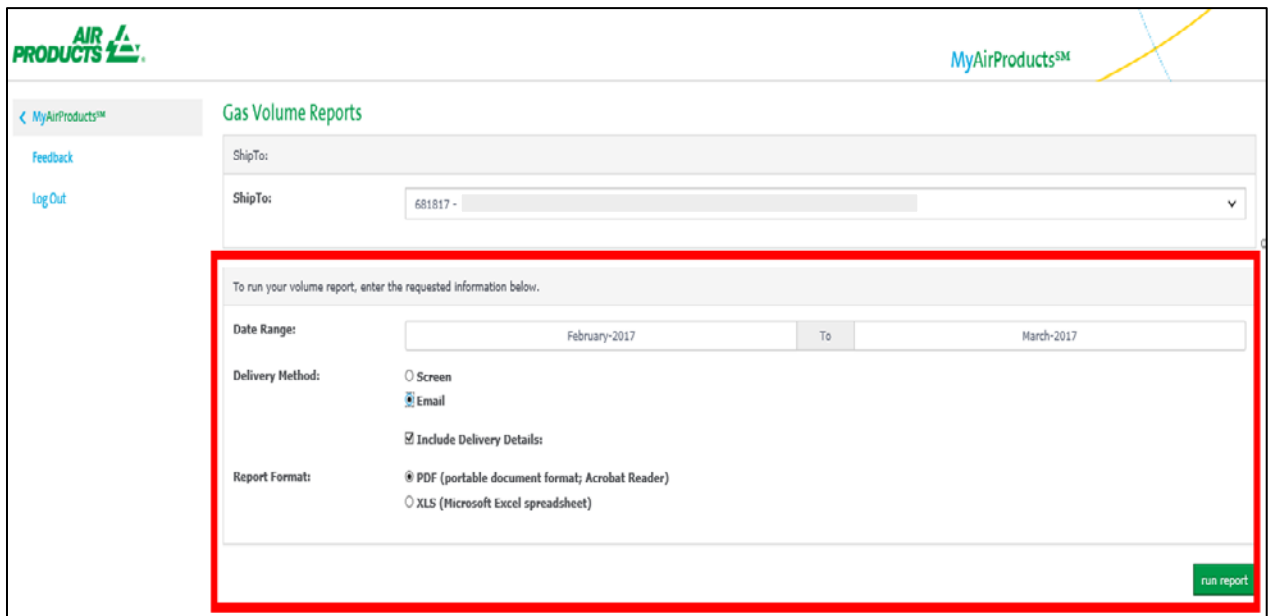 AIR
PRODUCTS
MyAirProducts℠
MyAirProducts℠
Feedback
Log Out
Gas Volume Reports
ShipTo:
ShipTo:
681817 -
To run your volume report, enter the requested information below.
Date Range:
February-2017 To March-2017
Delivery Method:
Screen
Email
Include Delivery Details:
Report Format:
PDF (portable document format; Acrobat Reader)
XLS (Microsoft Excel spreadsheet)
run report